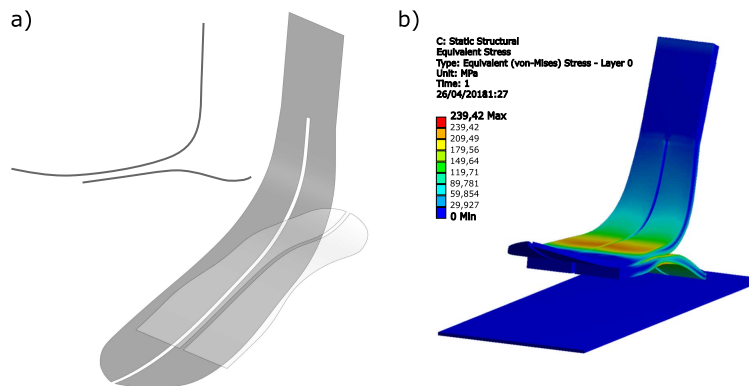 a)
b)
C: Static Structural
Equivalent Stress
Type: Equivalent (von-Mises) Stress - Layer 0
Unit: MPa
Time: 1
26/04/20181:27
239,42 Max
239,42
209,49
179,56
149,64
119,71
89,781
59,854
29,927
0 Min